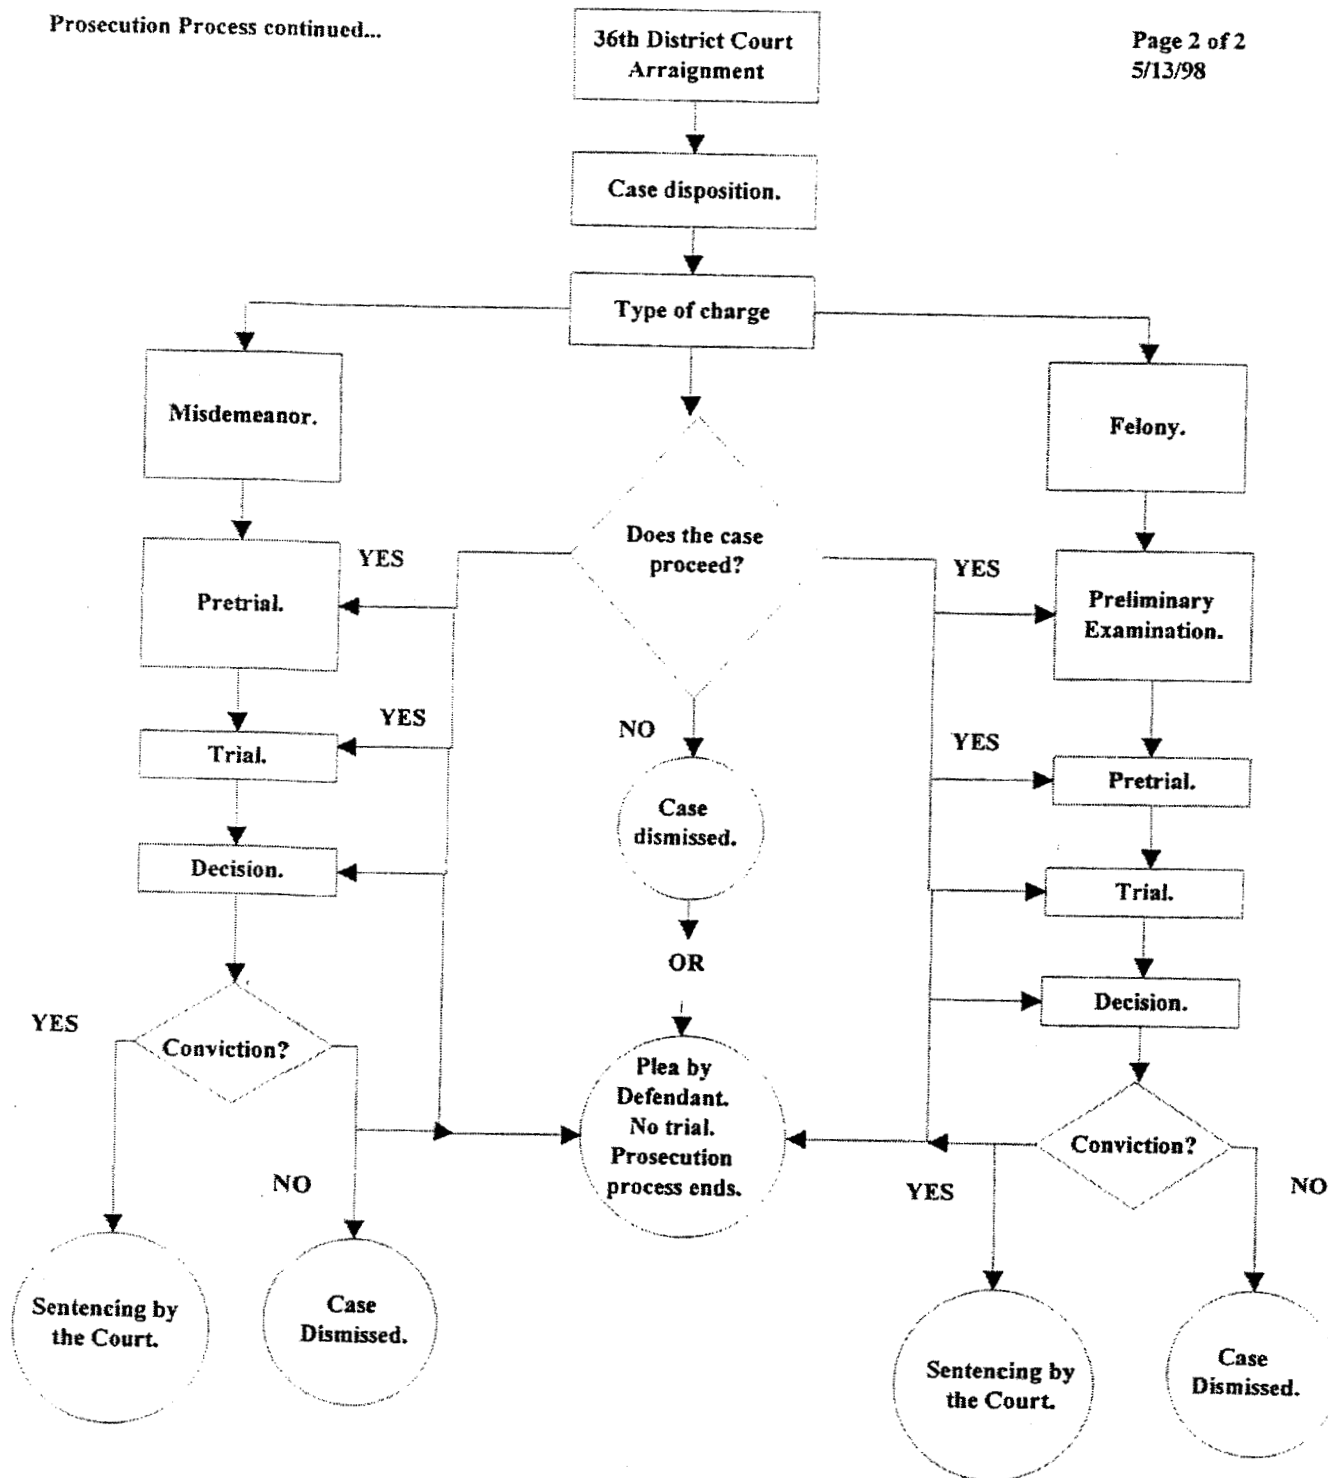 Prosecution Process continued...
36th District Court
Arraignment
Page 2 of 2
5/13/98
Case disposition.
Type of charge
Misdemeanor.
Felony.
Does the case
proceed?
YES
YES
Pretrial.
Preliminary
Examination.
YES
NO
YES
Trial.
Pretrial.
Case
dismissed.
Decision.
Trial.
OR
Decision.
YES
Conviction?
Plea by
Defendant.
No trial.
Prosecution
process ends.
Conviction?
NO
YES
NO
Sentencing by
the Court.
Case
Dismissed.
Sentencing by
the Court.
Case
Dismissed.